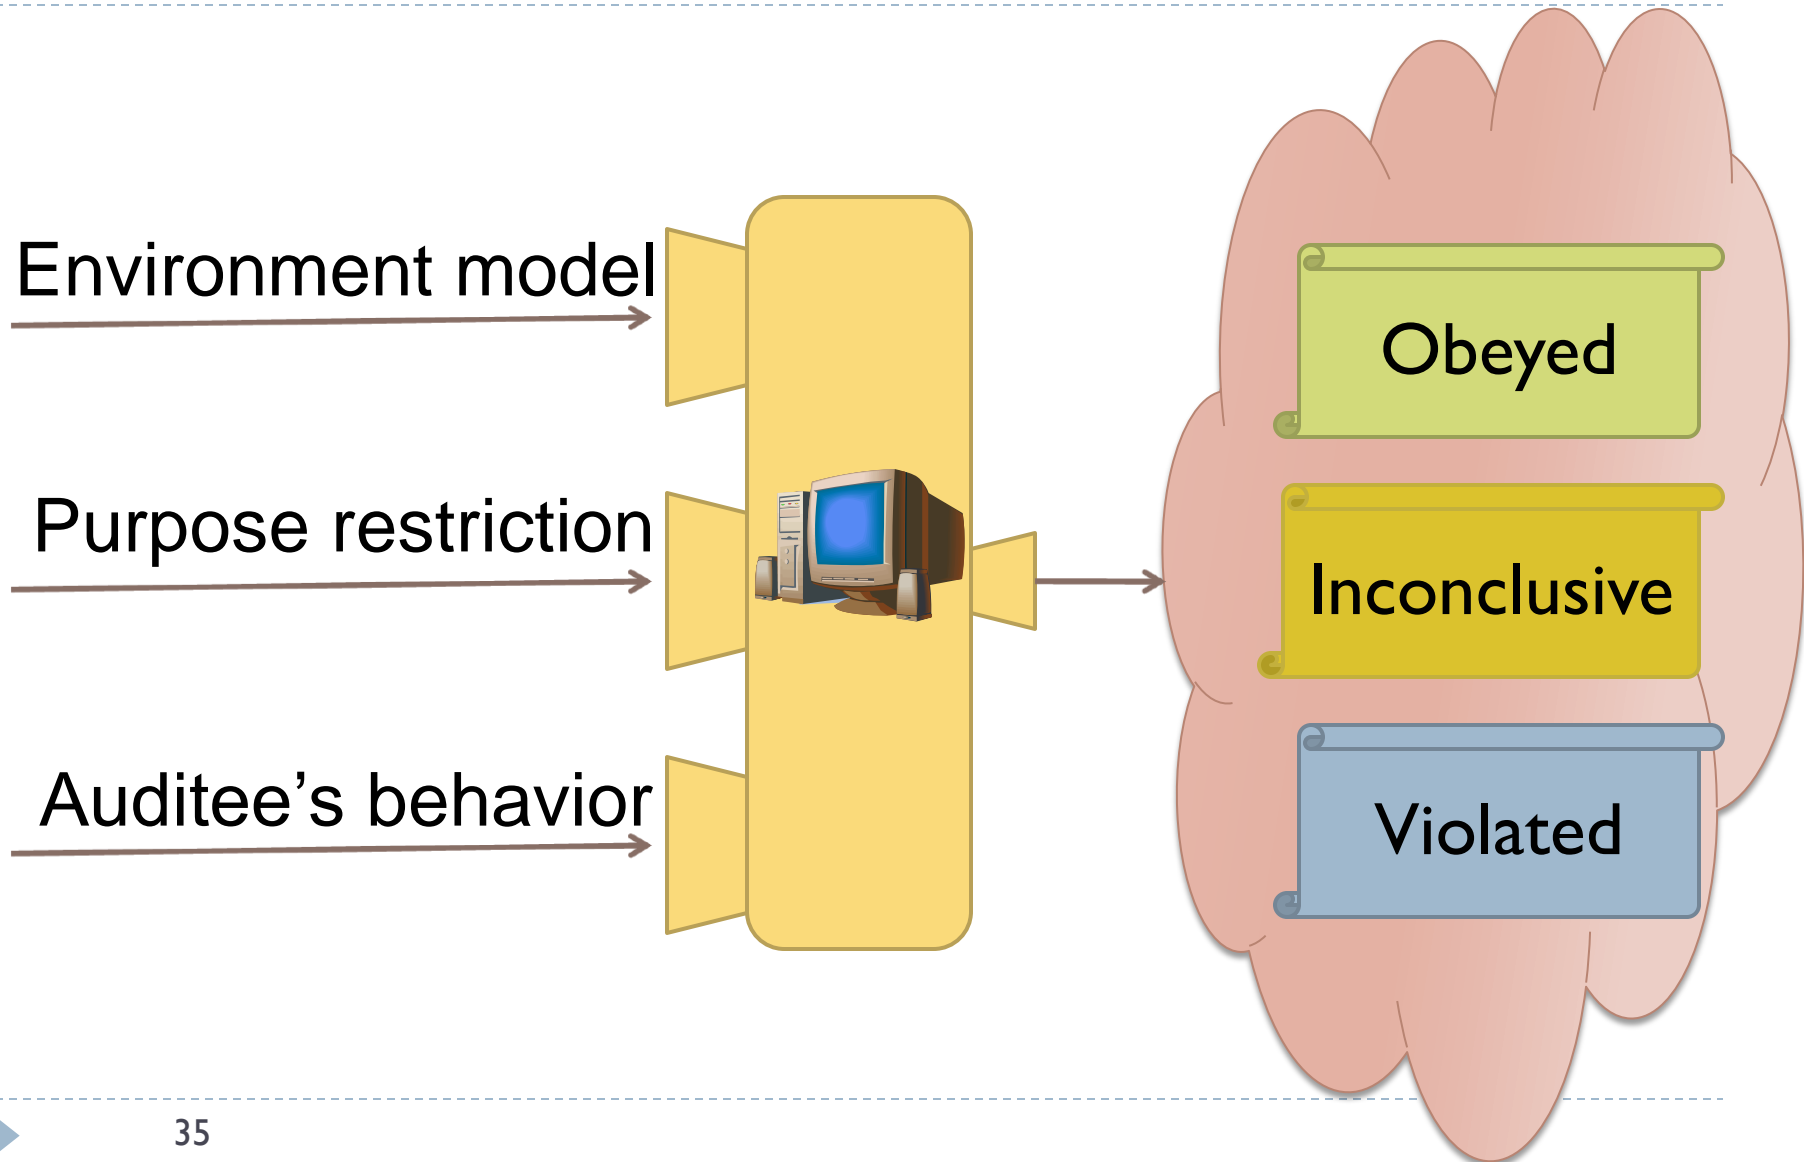 Environment model
Purpose restriction
Auditee’s behavior
Obeyed
Inconclusive
Violated
35